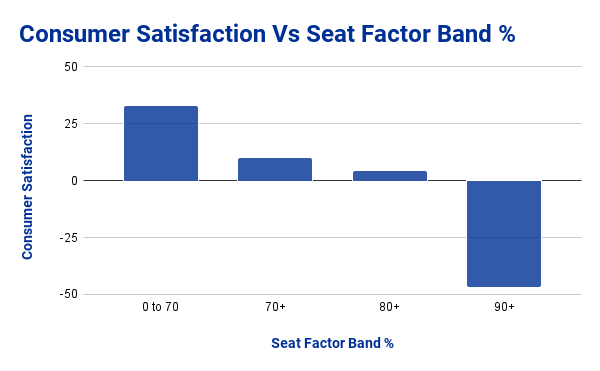 Consumer Satisfaction Vs Seat Factor Band %
Consumer Satisfaction
50
25
0
-25
-50
0 to 70
70+
80+
90+
Seat Factor Band %